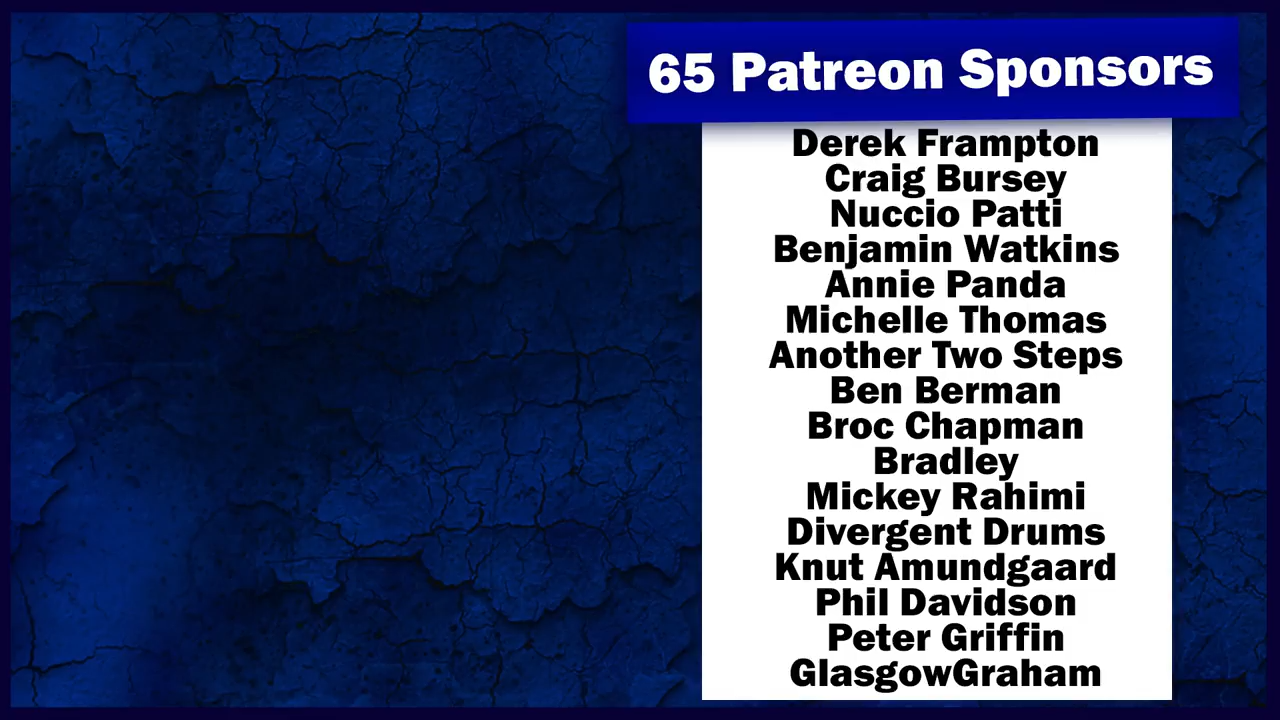 65 Patreon Sponsors
Derek Frampton
Craig Bursey
Nuccio Patti
Benjamin Watkins
Annie Panda
Michelle Thomas
Another Two Steps
Ben Berman
Broc Chapman
Bradley
Mickey Rahimi
Divergent Drums
Knut Amundgaard
Phil Davidson
Peter Griffin
GlasgowGraham